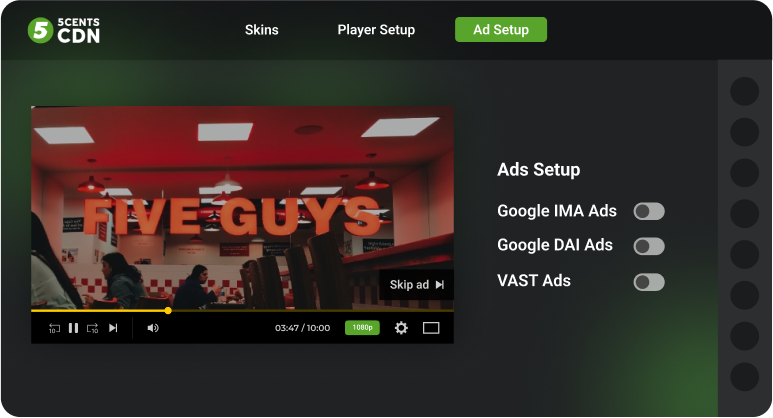 5
5CENTS
CDN
Skins
Player Setup
Ad Setup
FIVE GUYS
Skip ad
10
10
03:47 / 10:00
1080p
Ads Setup
Google IMA Ads
Google DAI Ads
VAST Ads